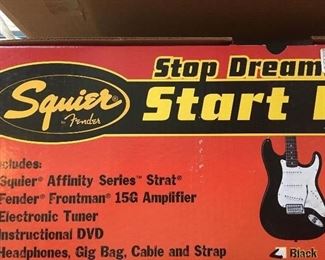 Stop Dream
Squier
by Fender
Start
cludes:
Squier® Affinity Series™ Strat®
Fender® Frontman® 15G Amplifier
Electronic Tuner
Instructional DVD
Headphones, Gig Bag, Cable and Strap
Black